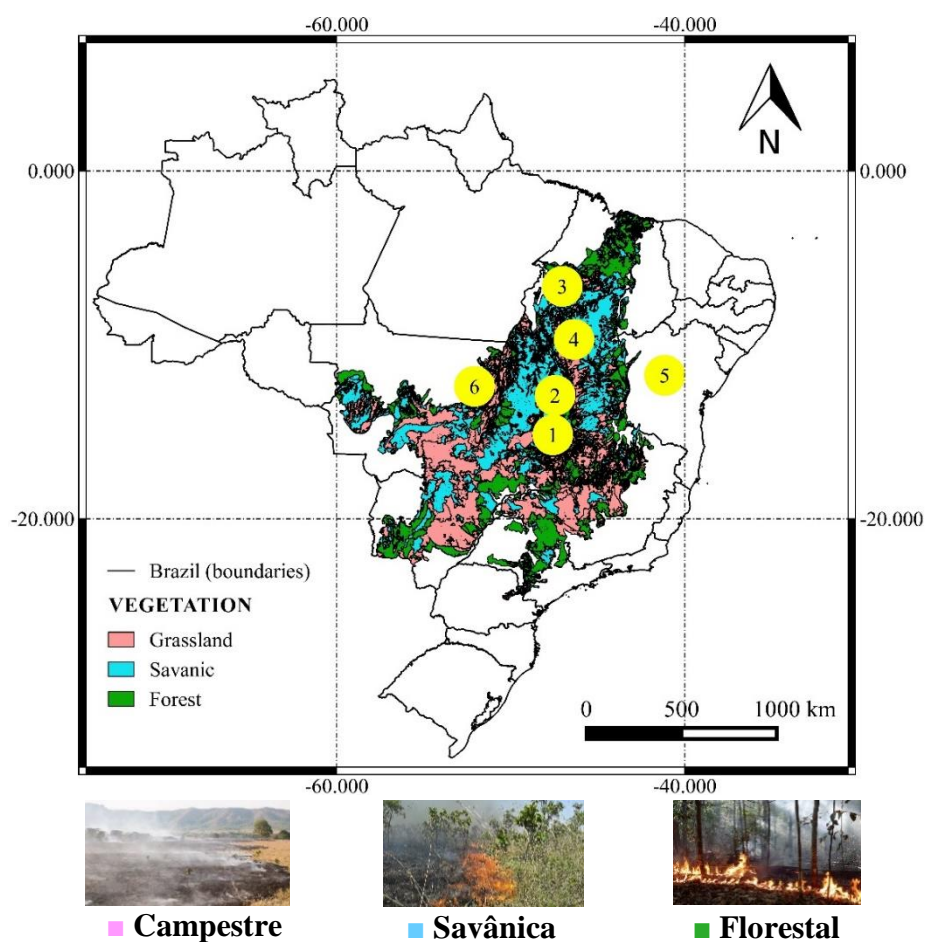 -60.000 -40.000
N
0.000 0.000
3
4
5
6
2
1
-20.000 -20.000
Brazil (boundaries)
VEGETATION
Grassland
Savanic
Forest
0 500 1000 km
-60.000 -40.000
Campestre Savânica Florestal